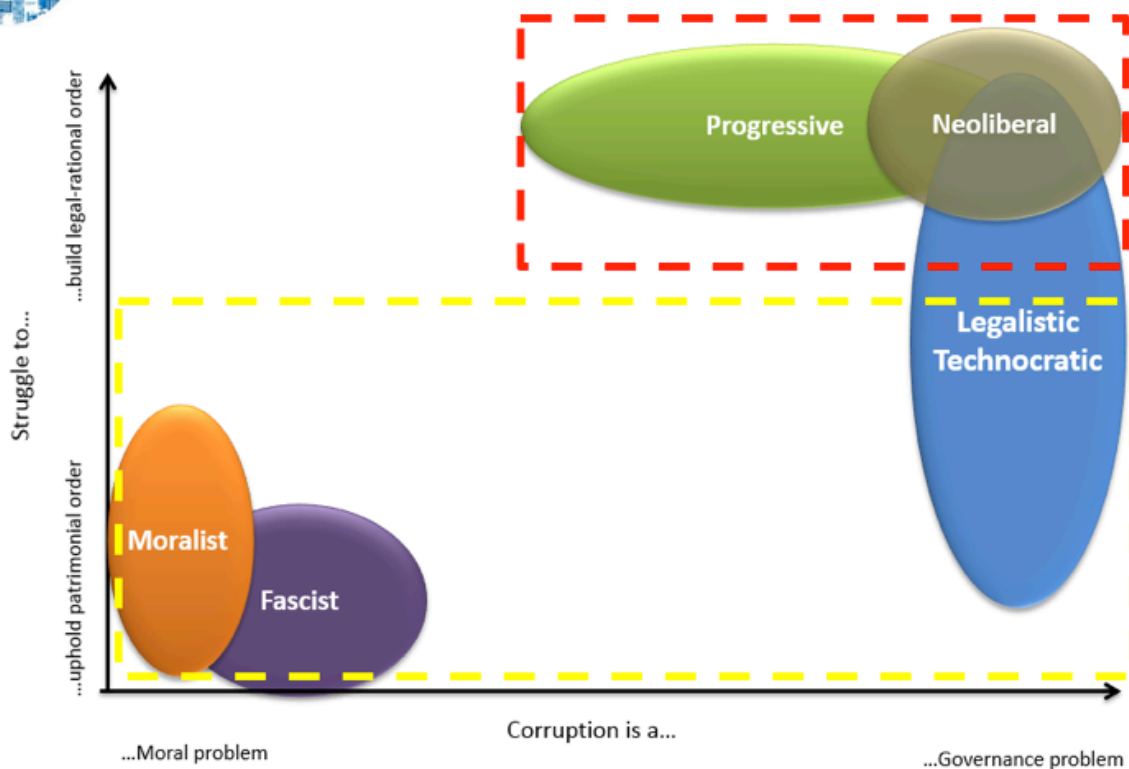 ...build legal-rational order
Progressive
Neoliberal
Legalistic
Technocratic
Struggle to...
...uphold patrimonial order
Moralist
Fascist
Corruption is a...
...Moral problem
...Governance problem